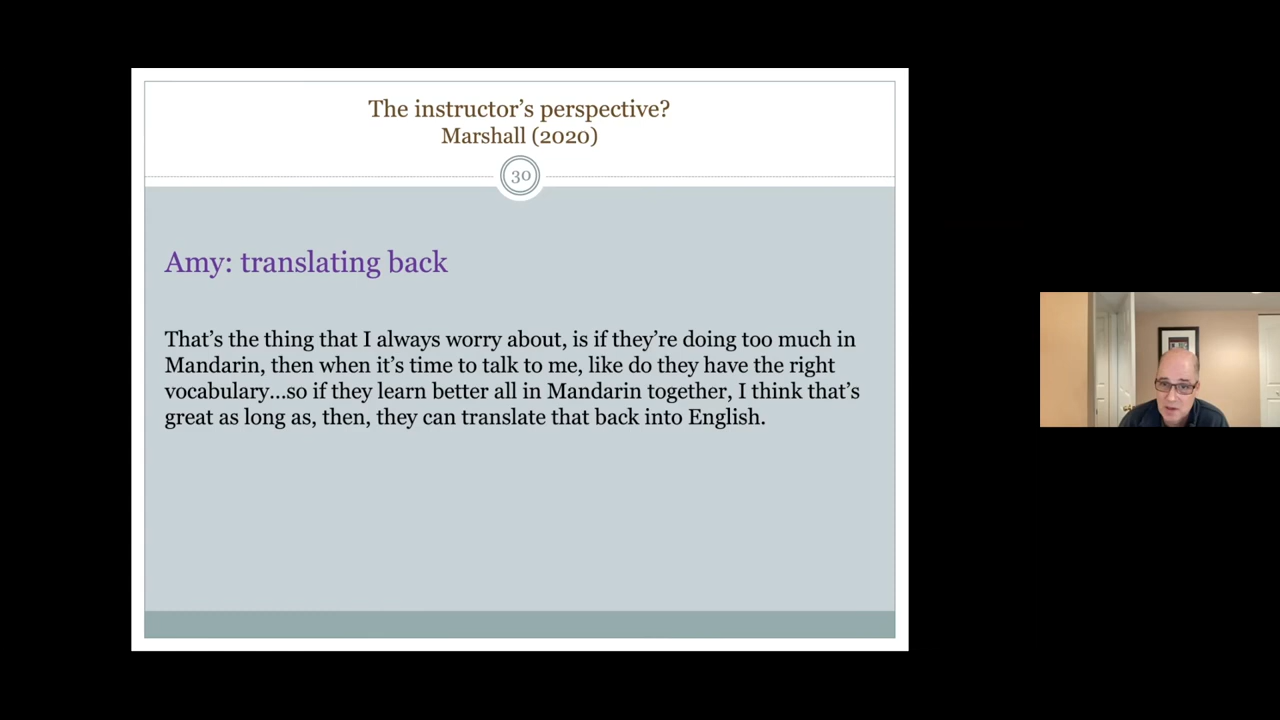 The instructor’s perspective?
Marshall (2020)
30
Amy: translating back
That’s the thing that I always worry about, is if they’re doing too much in
Mandarin, then when it’s time to talk to me, like do they have the right
vocabulary...so if they learn better all in Mandarin together, I think that’s
great as long as, then, they can translate that back into English.